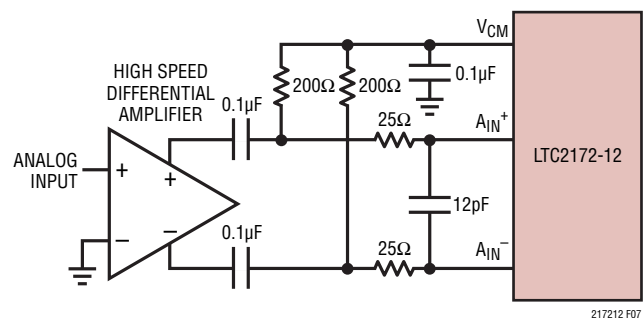 V_CM
HIGH SPEED
DIFFERENTIAL
AMPLIFIER
0.1µF
200Ω
200Ω
0.1µF
25Ω
A_IN^+
ANALOG
INPUT
+
+
−
−
LTC2172-12
12pF
0.1µF
25Ω
A_IN^−
217212 F07